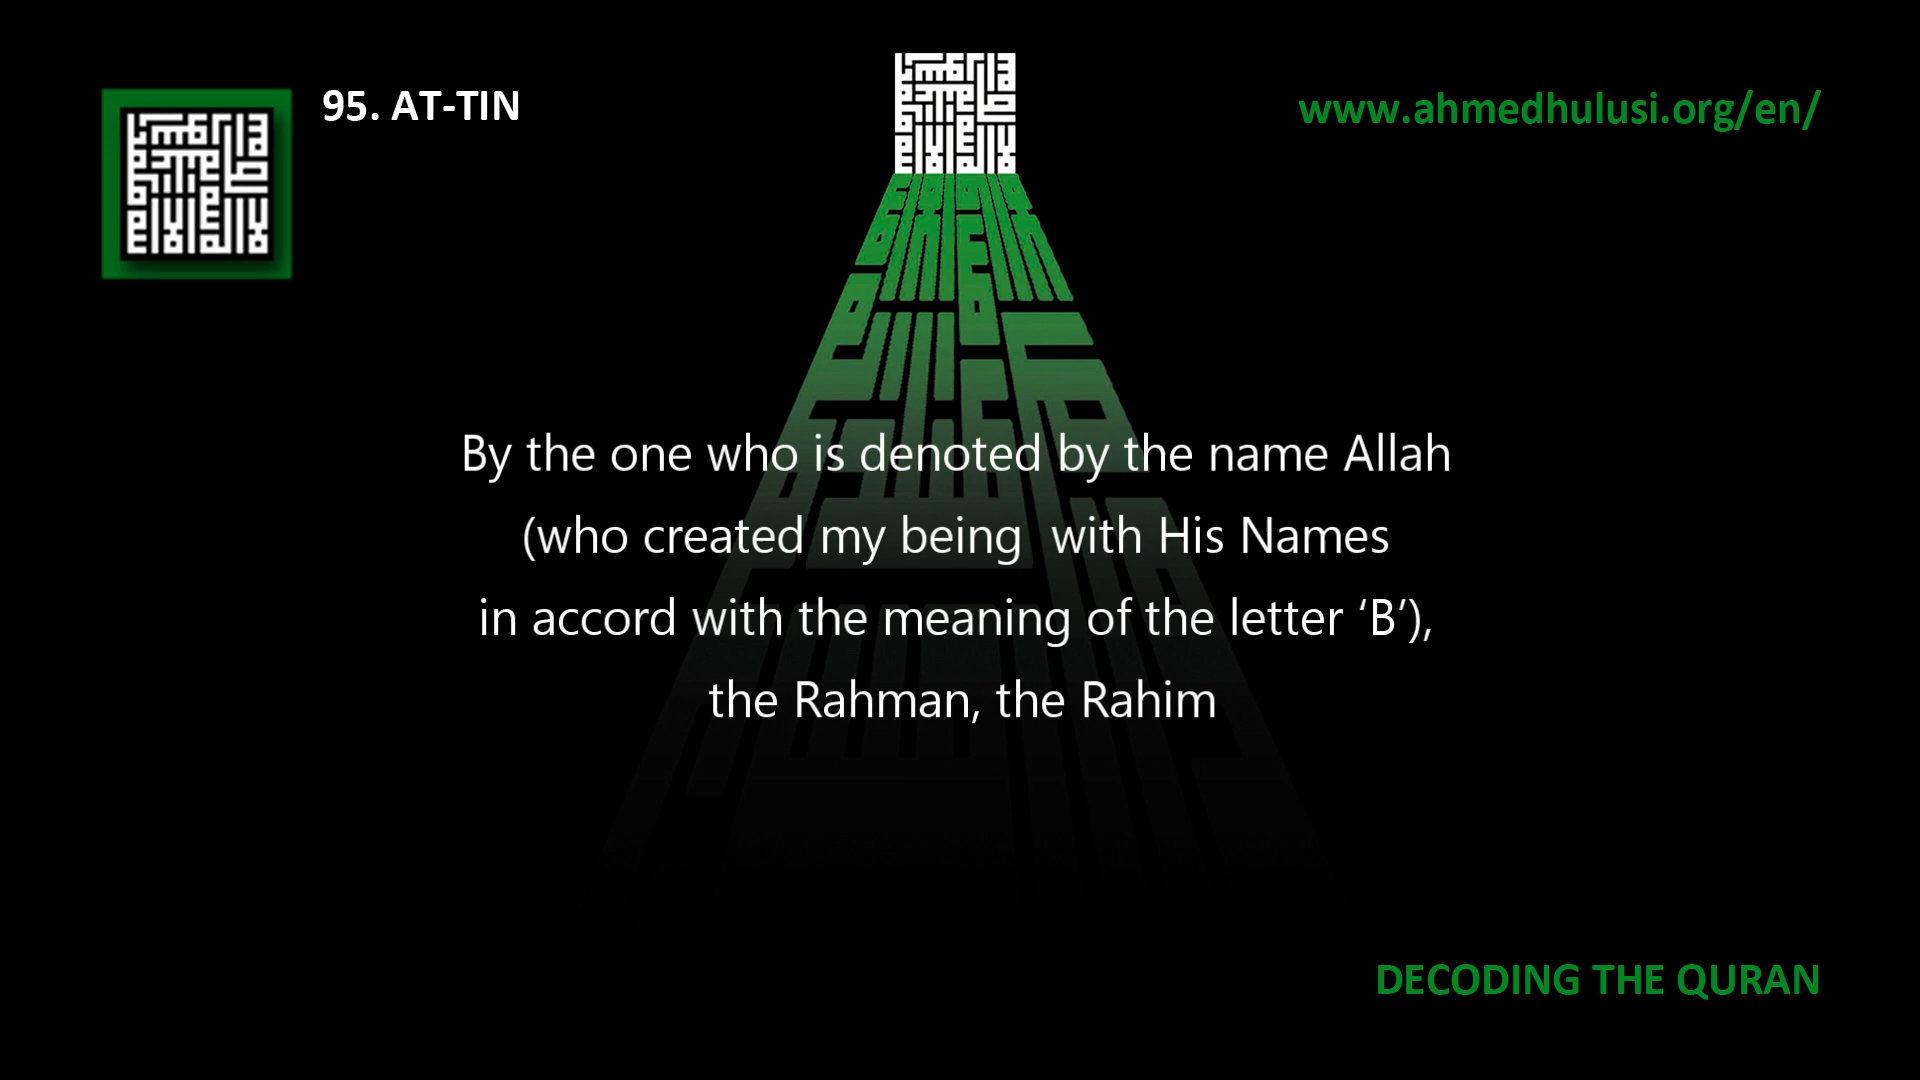 95. AT-TIN
www.ahmedhulusi.org/en/
By the one who is denoted by the name Allah
(who created my being  with His Names
in accord with the meaning of the letter ‘B’),
the Rahman, the Rahim
DECODING THE QURAN